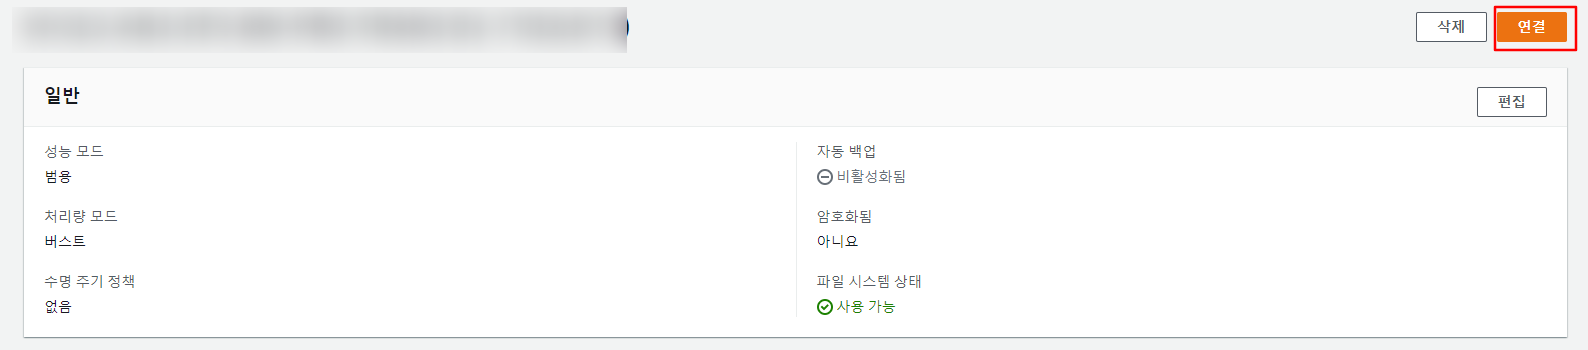 삭제
연결
일반
편집
성능 모드
범용
처리량 모드
버스트
수명 주기 정책
없음
자동 백업
비활성화됨
암호화됨
아니요
파일 시스템 상태
사용 가능